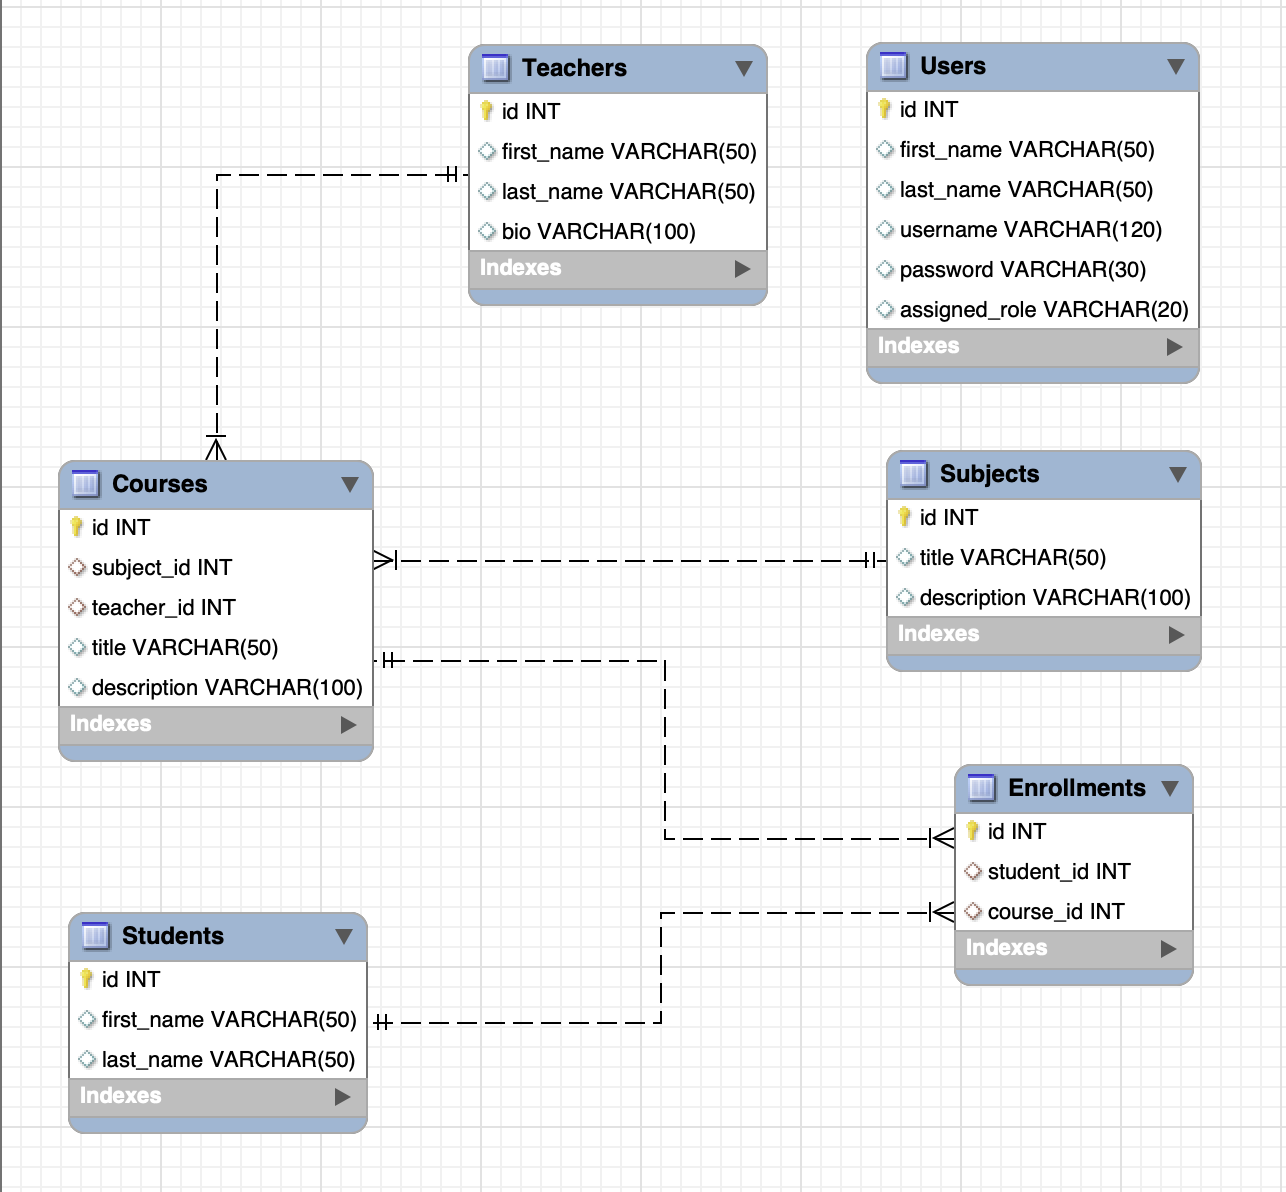 Teachers
id INT
first_name VARCHAR(50)
last_name VARCHAR(50)
bio VARCHAR(100)
Indexes
Users
id INT
first_name VARCHAR(50)
last_name VARCHAR(50)
username VARCHAR(120)
password VARCHAR(30)
assigned_role VARCHAR(20)
Indexes
Courses
id INT
subject_id INT
teacher_id INT
title VARCHAR(50)
description VARCHAR(100)
Indexes
Subjects
id INT
title VARCHAR(50)
description VARCHAR(100)
Indexes
Enrollments
id INT
student_id INT
course_id INT
Indexes
Students
id INT
first_name VARCHAR(50)
last_name VARCHAR(50)
Indexes